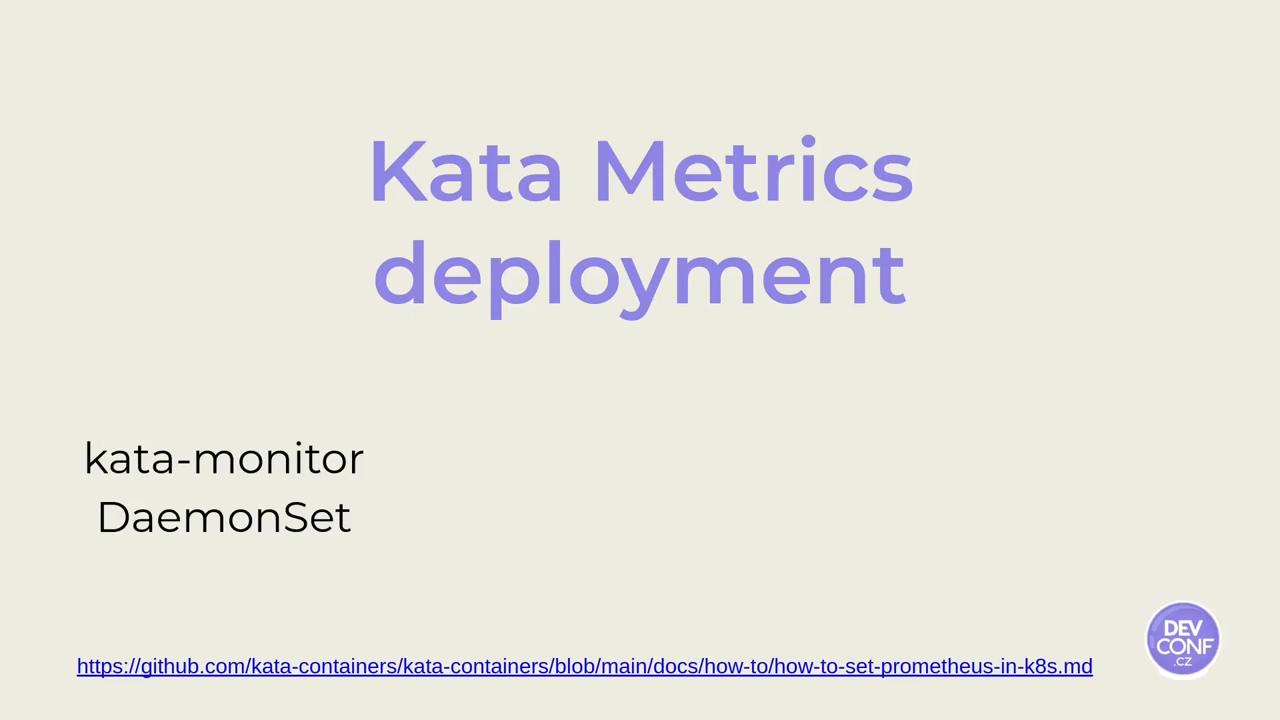 Kata Metrics
deployment
kata-monitor
DaemonSet
https://github.com/kata-containers/kata-containers/blob/main/docs/how-to/how-to-set-prometheus-in-k8s.md
DEV
CONF
.CZ